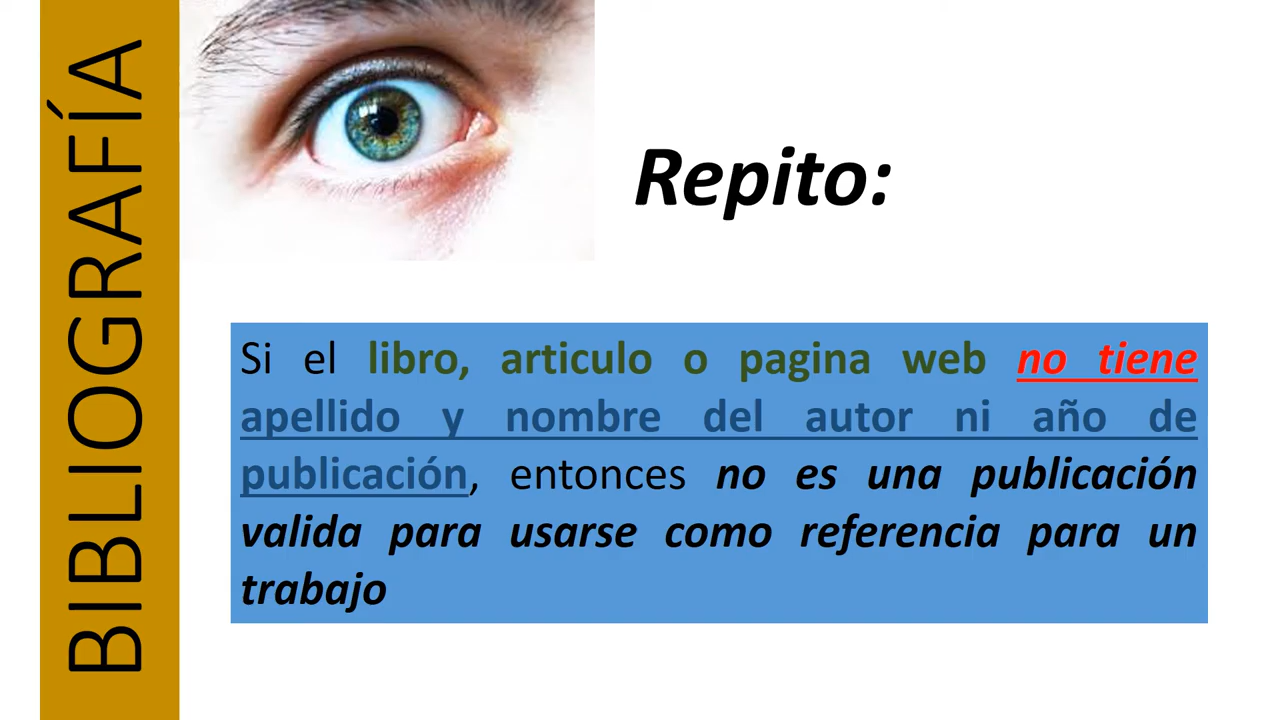 BIBLIOGRAFÍA
Repito:
Si el libro, articulo o pagina web no tiene
apellido y nombre del autor ni año de
publicación, entonces no es una publicación
valida para usarse como referencia para un
trabajo